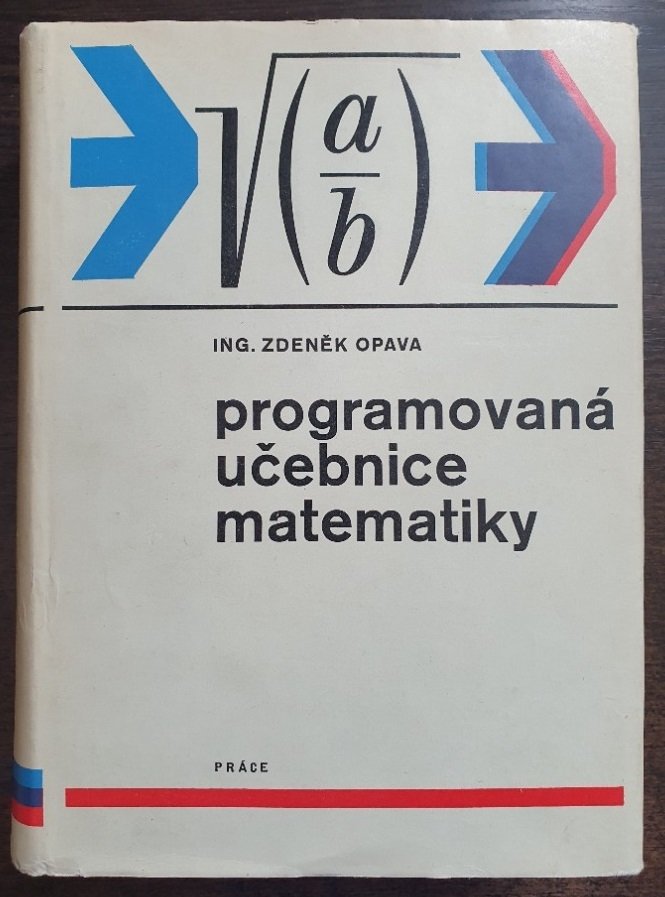 √(a/b)
ING. ZDENĚK OPAVA
programovaná
učebnice
matematiky
PRÁCE